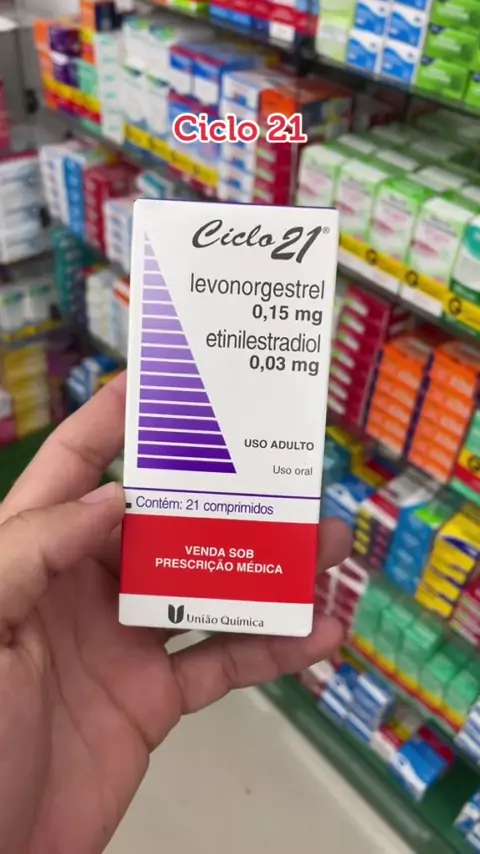 Ciclo 21
Ciclo 21®
levonorgestrel
0,15 mg
etinilestradiol
0,03 mg
USO ADULTO
Uso oral
Contém: 21 comprimidos
VENDA SOB
PRESCRIÇÃO MÉDICA
União Química